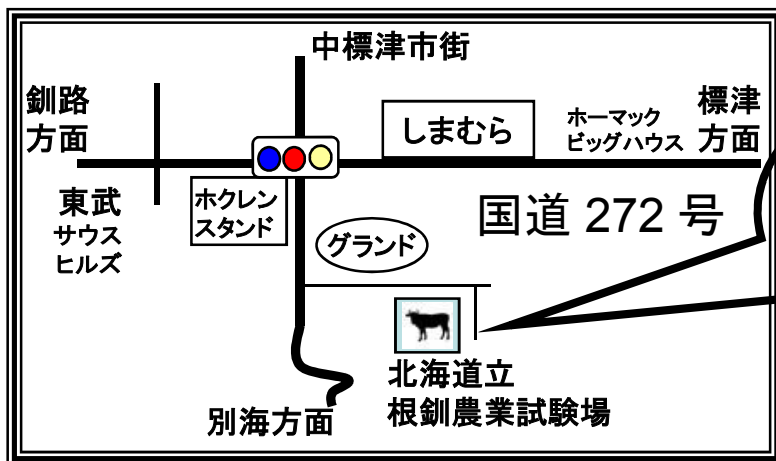 中標津市街
釧路
方面
しまむら
ホーマック
ビッグハウス
標津
方面
東武
サウス
ヒルズ
ホクレン
スタンド
グランド
国道 272 号
北海道立
根釧農業試験場
別海方面